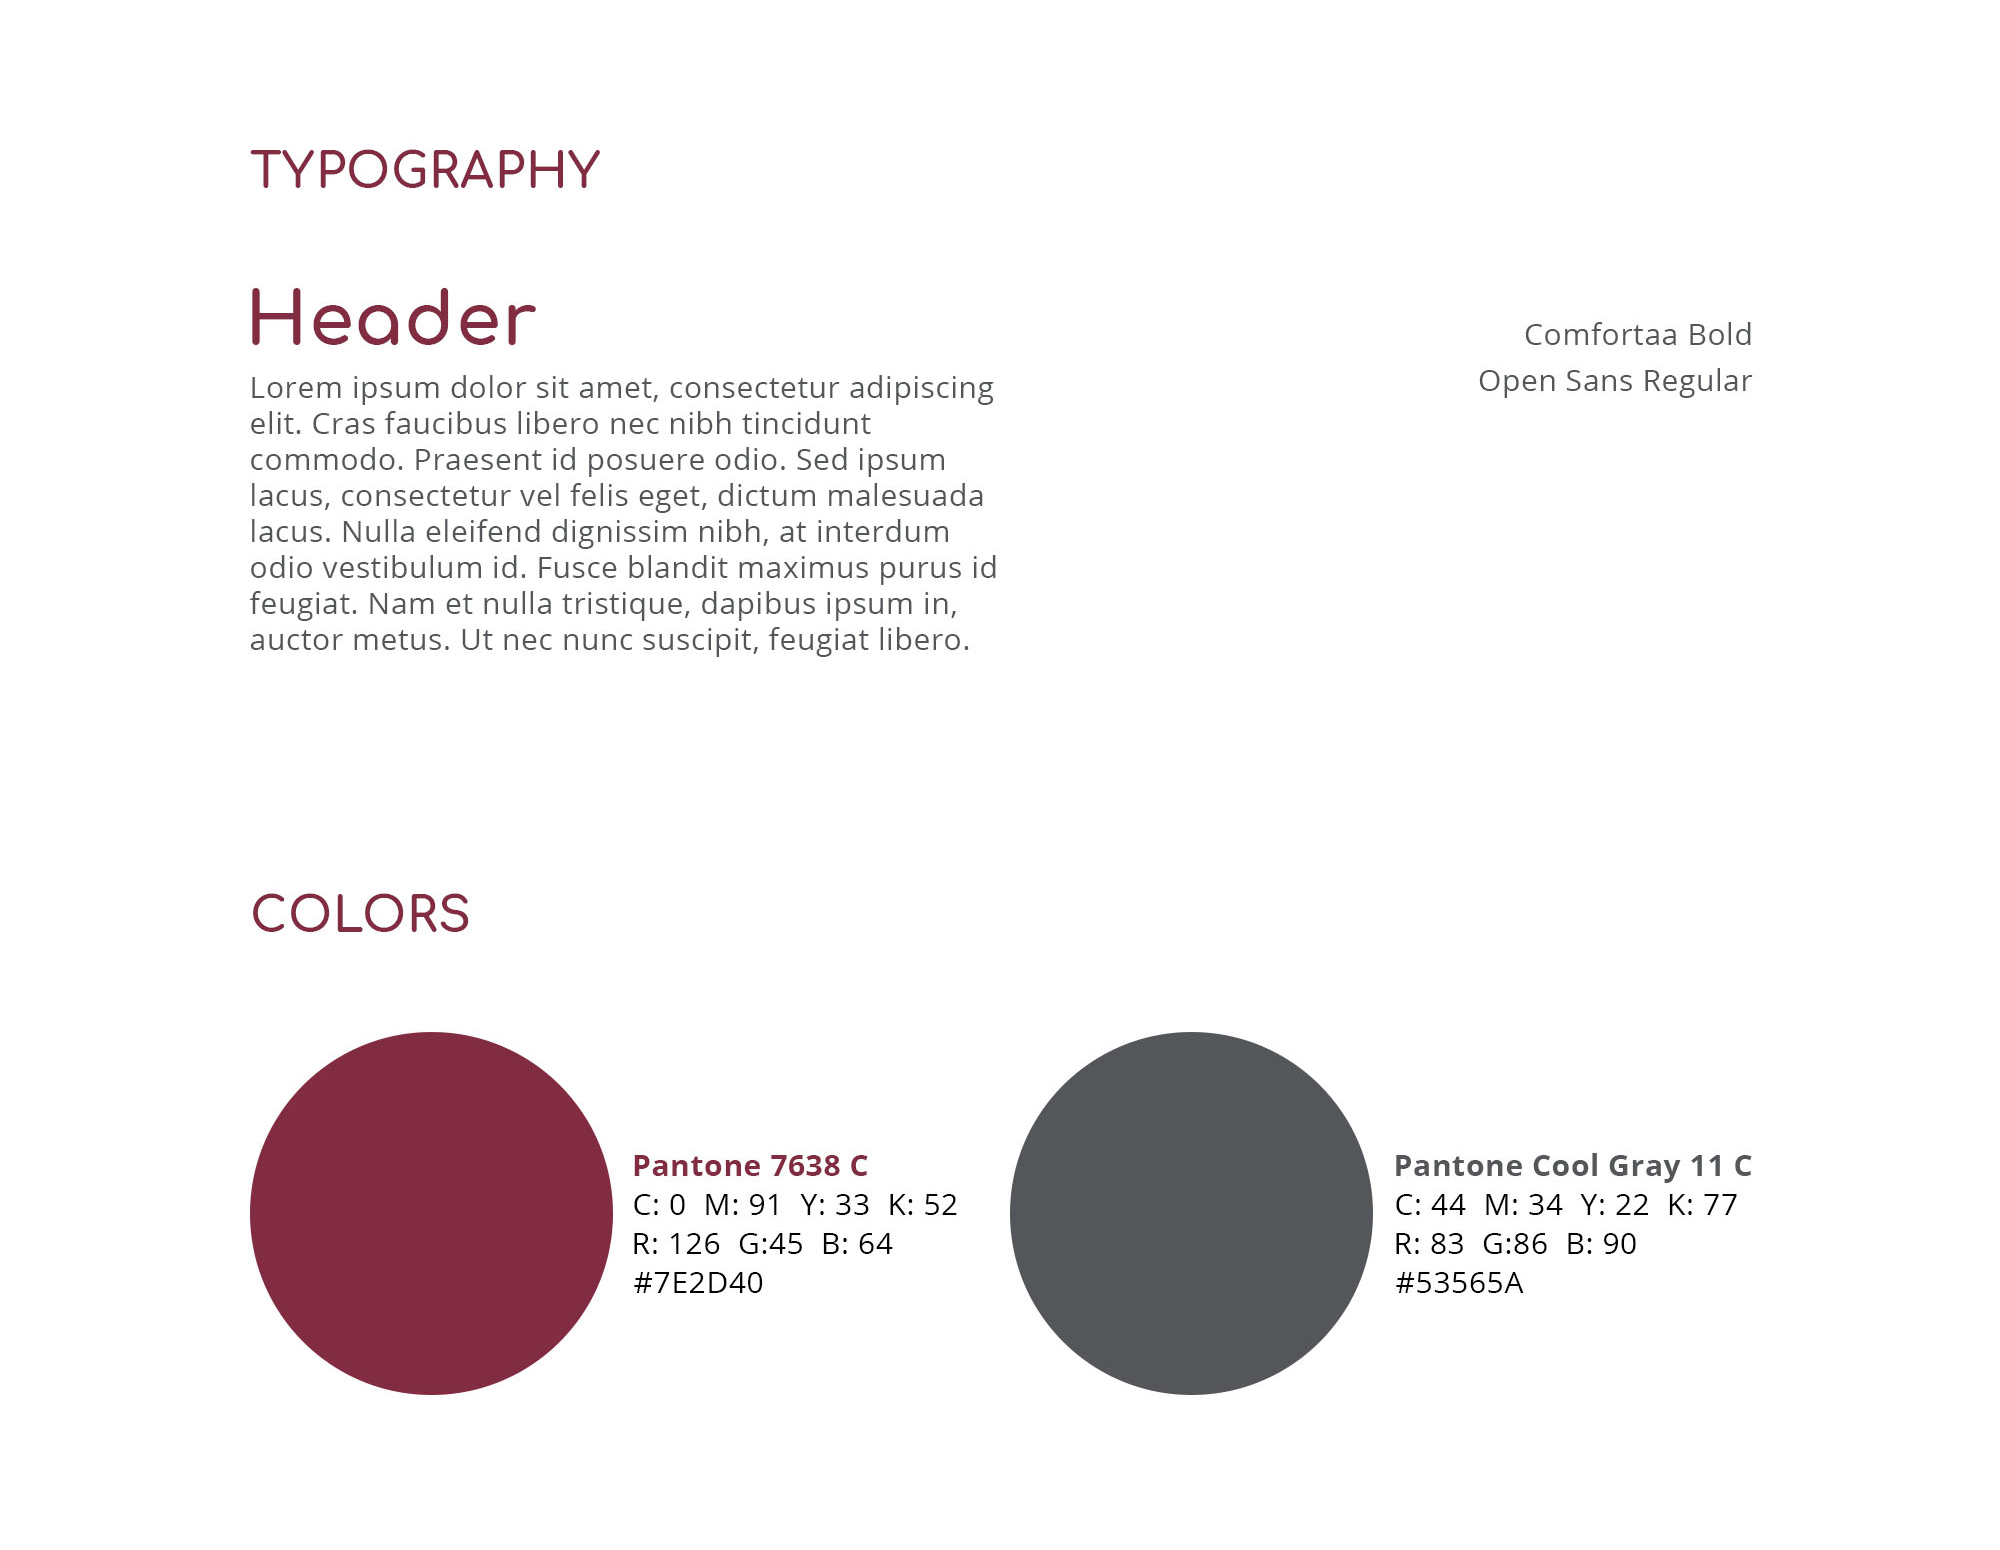 TYPOGRAPHY
Header
Comfortaa Bold
Open Sans Regular
Lorem ipsum dolor sit amet, consectetur adipiscing
elit. Cras faucibus libero nec nibh tincidunt
commodo. Praesent id posuere odio. Sed ipsum
lacus, consectetur vel felis eget, dictum malesuada
lacus. Nulla eleifend dignissim nibh, at interdum
odio vestibulum id. Fusce blandit maximus purus id
feugiat. Nam et nulla tristique, dapibus ipsum in,
auctor metus. Ut nec nunc suscipit, feugiat libero.
COLORS
Pantone 7638 C
C: 0  M: 91  Y: 33  K: 52
R: 126  G:45  B: 64
#7E2D40
Pantone Cool Gray 11 C
C: 44  M: 34  Y: 22  K: 77
R: 83  G:86  B: 90
#53565A